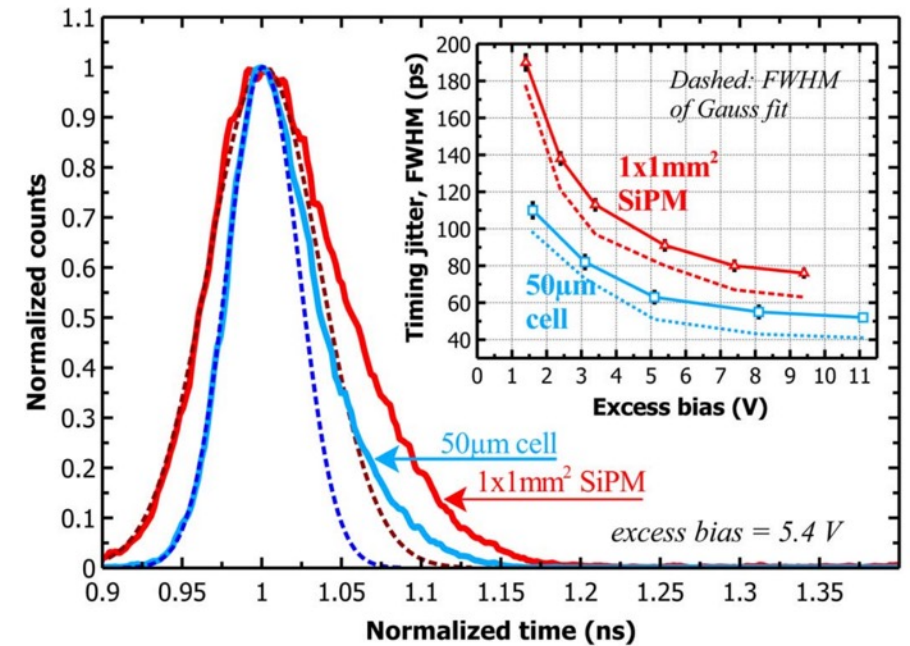 1.1
1
0.9
0.8
0.7
0.6
0.5
0.4
0.3
0.2
0.1
0
Normalized counts
0.9 0.95 1 1.05 1.1 1.15 1.2 1.25 1.3 1.35
Normalized time (ns)
200
180
160
140
120
100
80
60
40
Timing jitter, FWHM (ps)
0 1 2 3 4 5 6 7 8 9 10 11
Excess bias (V)
Dashed: FWHM
of Gauss fit
1x1mm²
SiPM
50µm
cell
50µm cell
1x1mm² SiPM
excess bias = 5.4 V